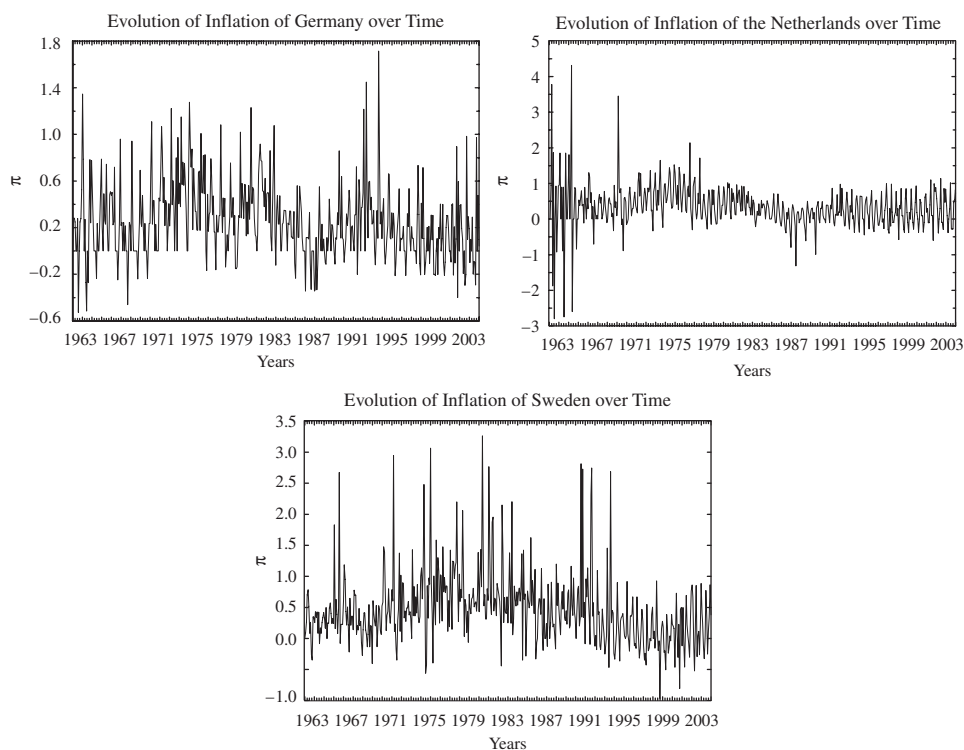 Evolution of Inflation of Germany over Time
1.8
1.4
1.0
0.6
0.2
−0.2
−0.6
π
1963 1967 1971 1975 1979 1983 1987 1991 1995 1999 2003
Years
Evolution of Inflation of the Netherlands over Time
5
4
3
2
1
0
−1
−2
−3
π
1963 1967 1971 1975 1979 1983 1987 1991 1995 1999 2003
Years
Evolution of Inflation of Sweden over Time
3.5
3.0
2.5
2.0
1.5
1.0
0.5
0.0
−1.0
π
1963 1967 1971 1975 1979 1983 1987 1991 1995 1999 2003
Years